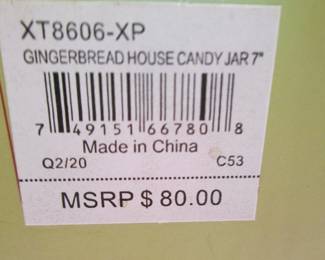 XT8606-XP
GINGERBREAD HOUSE CANDY JAR 7"
7 49151 66780 8
Made in China
Q2/20 C53
MSRP $ 80.00